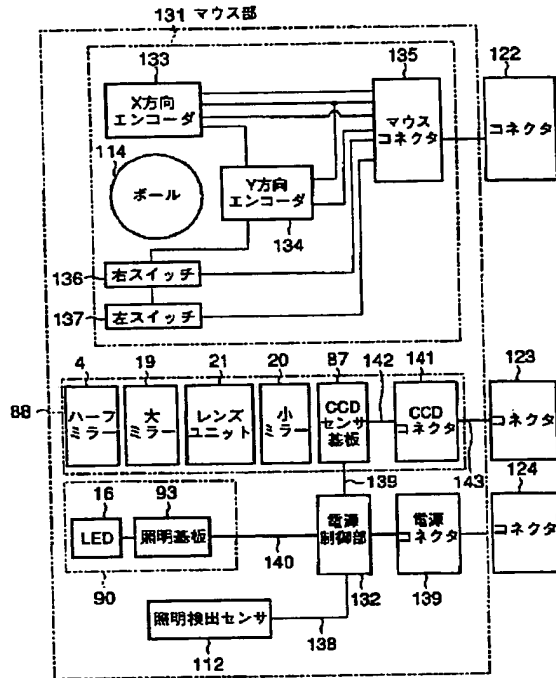 131 マウス部
133
135
122
X方向
エンコーダ
マウス
コネクタ
コネクタ
114
ボール
Y方向
エンコーダ
134
136
右スイッチ
137
左スイッチ
4
19
21
20
87
142
141
123
88
ハーフ
ミラー
大
ミラー
レンズ
ユニット
小
ミラー
CCD
センサ
基板
CCD
コネクタ
コネクタ
143
124
139
16
93
LED
照明基板
140
電源
制御部
電源
コネクタ
コネクタ
90
132
139
照明検出センサ
138
112